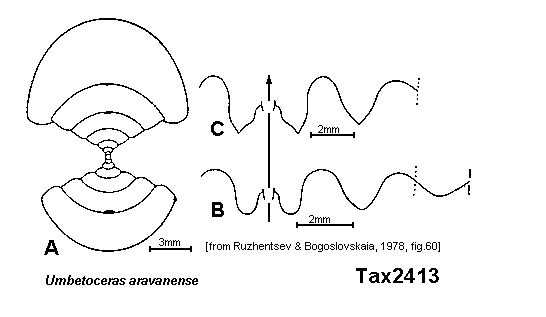 C
2mm
B
2mm
A
3mm
[from Ruzhentsev & Bogoslovskaia, 1978, fig.60]
Umbetoceras aravanense
Tax2413